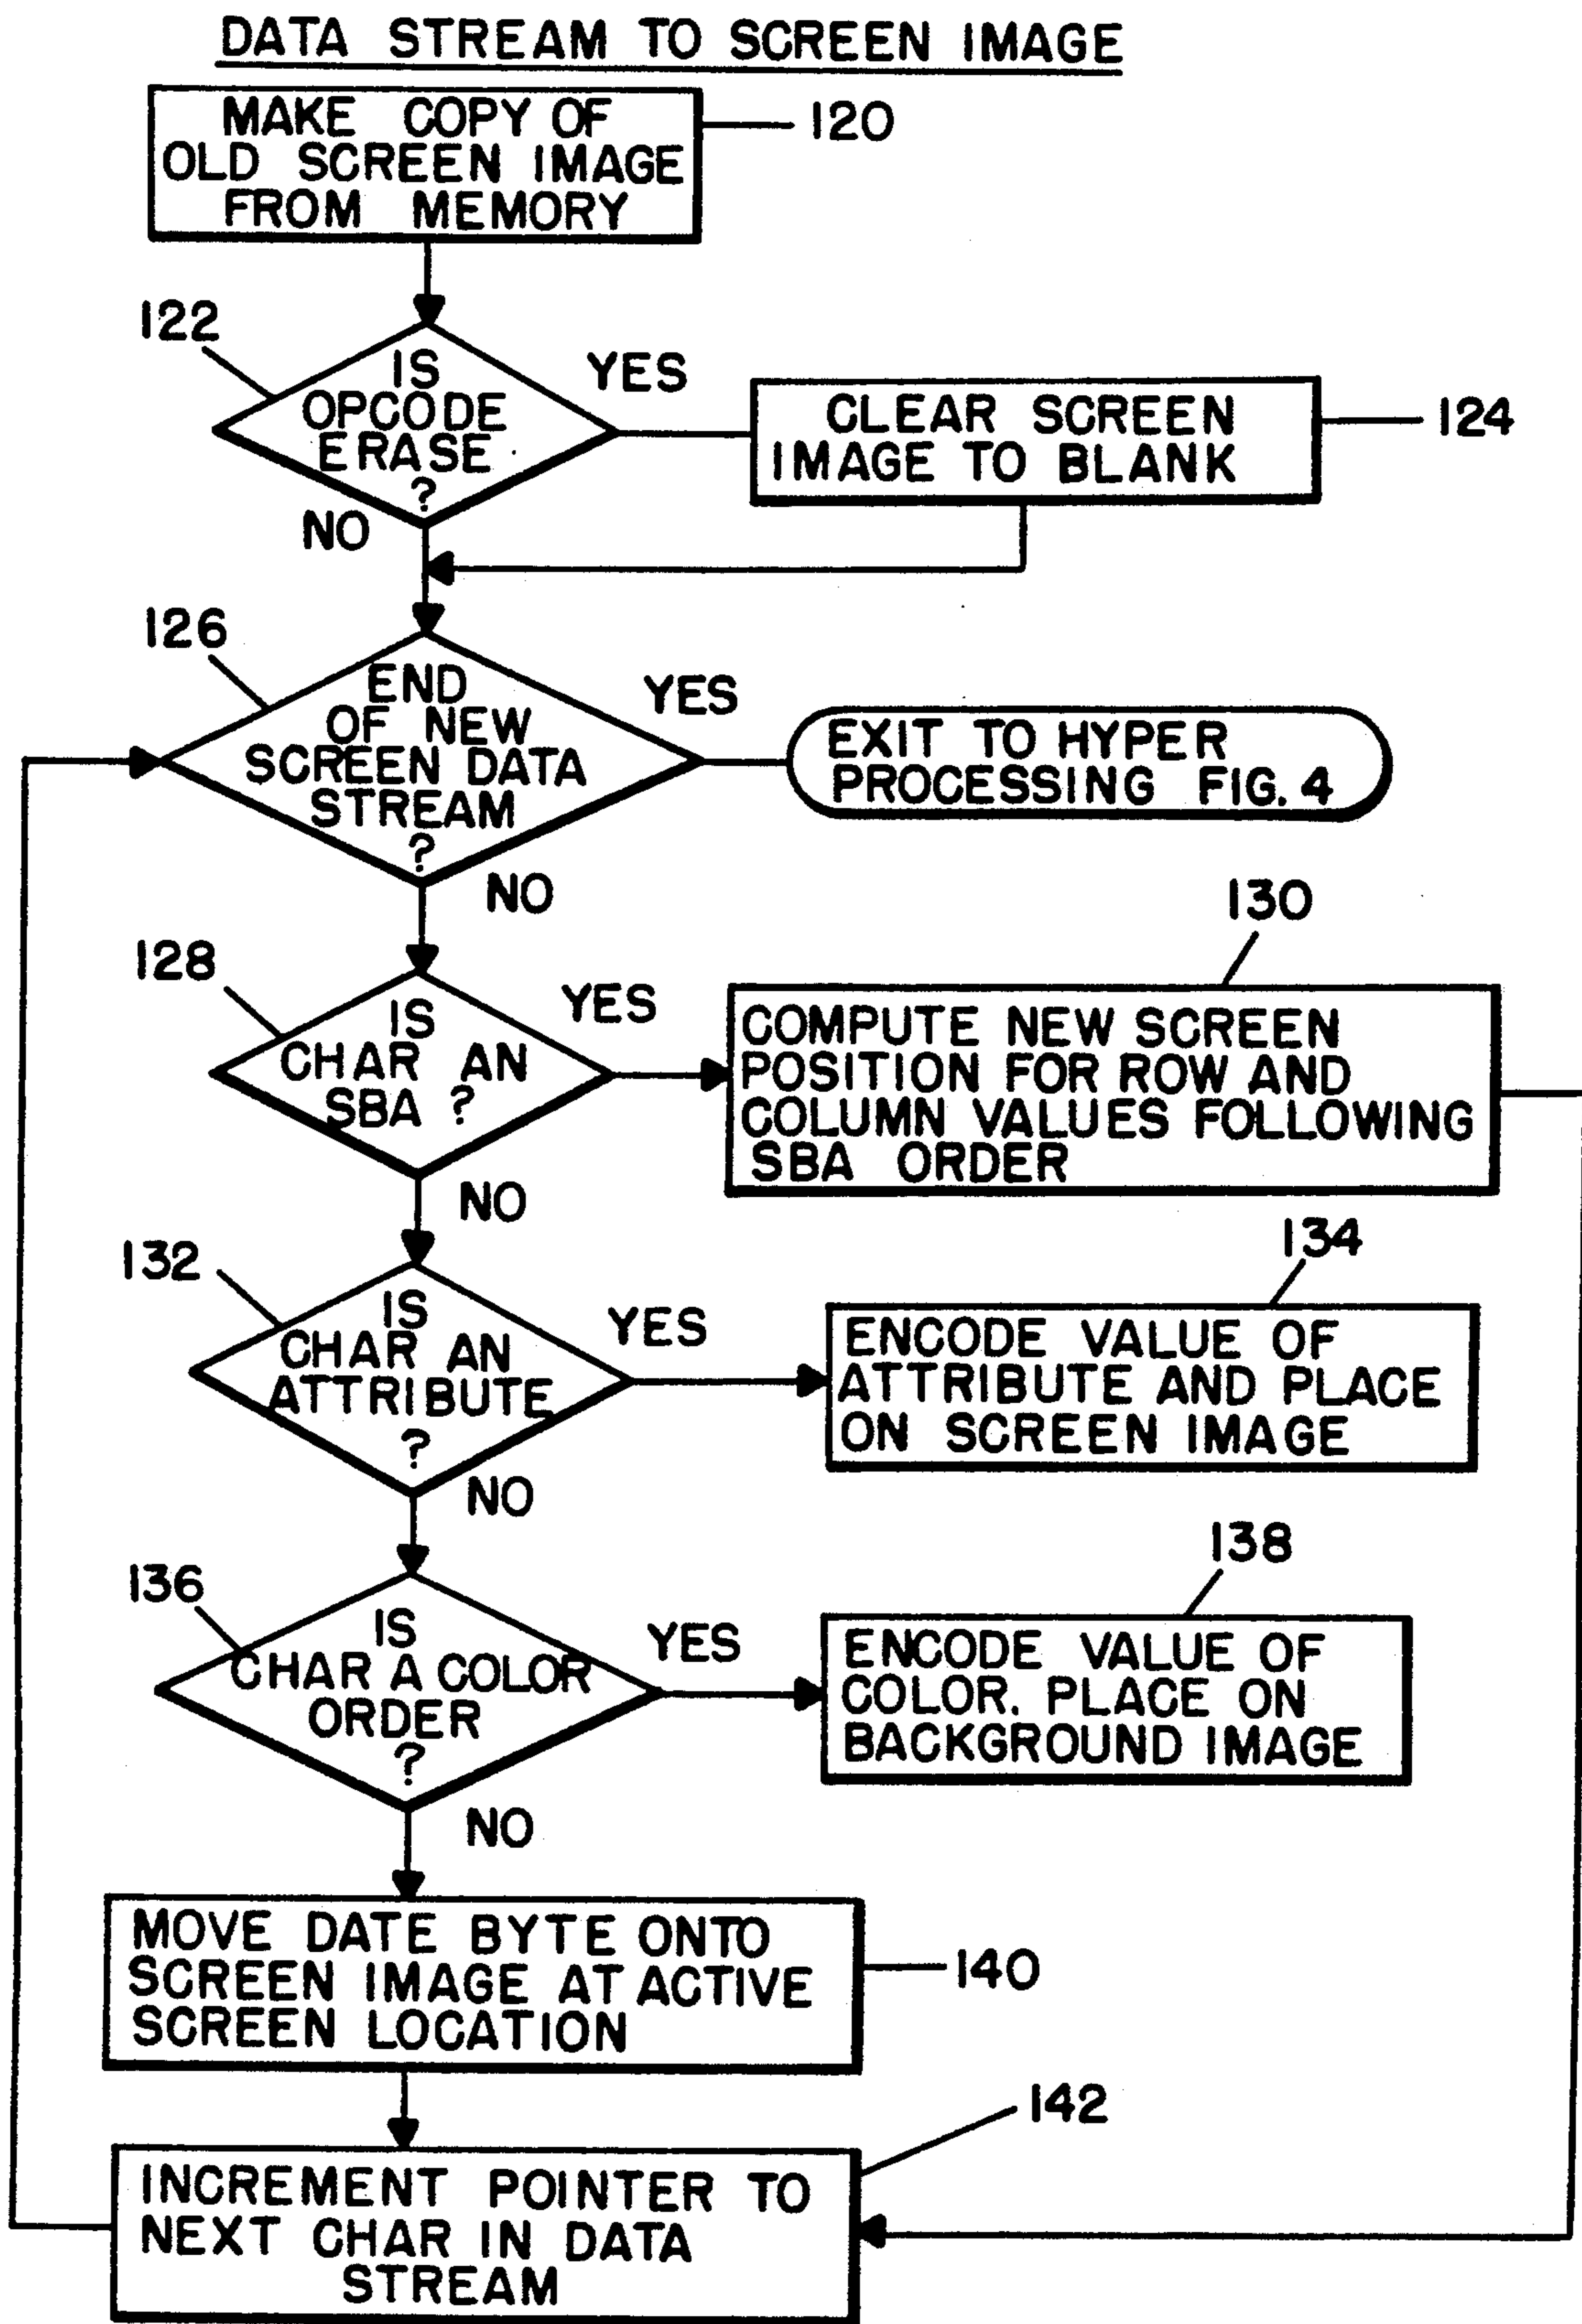 DATA STREAM TO SCREEN IMAGE
MAKE COPY OF
OLD SCREEN IMAGE
FROM MEMORY
120
122
IS
OPCODE
ERASE
?
YES
NO
CLEAR SCREEN
IMAGE TO BLANK
124
126
END
OF NEW
SCREEN DATA
STREAM
?
YES
NO
EXIT TO HYPER
PROCESSING FIG. 4
128
IS
CHAR AN
SBA ?
YES
NO
130
COMPUTE NEW SCREEN
POSITION FOR ROW AND
COLUMN VALUES FOLLOWING
SBA ORDER
132
IS
CHAR AN
ATTRIBUTE
?
YES
NO
134
ENCODE VALUE OF
ATTRIBUTE AND PLACE
ON SCREEN IMAGE
136
IS
CHAR A COLOR
ORDER
?
YES
NO
138
ENCODE VALUE OF
COLOR. PLACE ON
BACKGROUND IMAGE
MOVE DATE BYTE ONTO
SCREEN IMAGE AT ACTIVE
SCREEN LOCATION
140
142
INCREMENT POINTER TO
NEXT CHAR IN DATA
STREAM